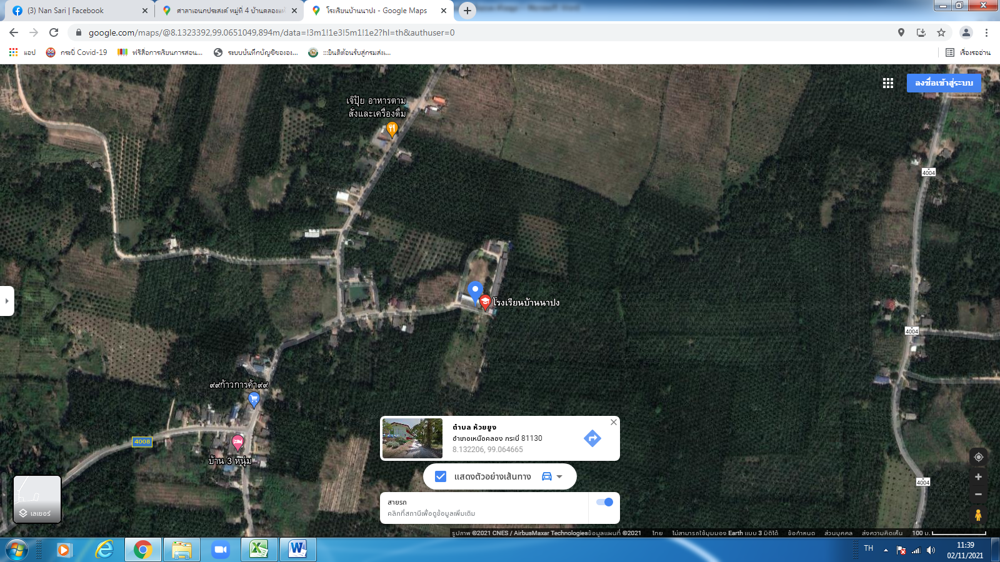 (3) Nan Sari | Facebook
ศาลาเอนกประสงค์ หมู่ที่ 4 บ้านคลองแห
โรงเรียนบ้านนาปง - Google Maps
google.com/maps/@8.1323392,99.0651049,894m/data=!3m1!1e3!5m1!1e2?hl=th&authuser=0
แอป
กระบี่ Covid-19
ฟรีสื่อการเรียนการสอน...
ระบบบันทึกบัญชีขององ...
:::ยินดีต้อนรับสู่กรมส่งเ...
เรื่องรออ่าน
ลงชื่อเข้าสู่ระบบ
เจ๊ปุ้ย อาหารตาม
สั่งและเครื่องดื่ม
4004
โรงเรียนบ้านนาปง
4004
๙๙ก้าวการค้า๙๙
4008
บ้าน 3 หนุ่ม
4004
ตำบล ห้วยยูง
อำเภอเหนือคลอง กระบี่ 81130
8.132206, 99.064665
แสดงตัวอย่างเส้นทาง
สายรถ
คลิกที่สถานีเพื่อดูข้อมูลเพิ่มเติม
เลเยอร์
รูปภาพ ©2021 CNES / AirbusMaxar Technologiesข้อมูลแผนที่ ©2021 ไทย ไม่สามารถใช้มุมมอง Earth แบบ 3 มิติได้ ข้อกำหนด ส่วนบุคคล ส่งความคิดเห็น 100 ม.
TH
11:39
02/11/2021